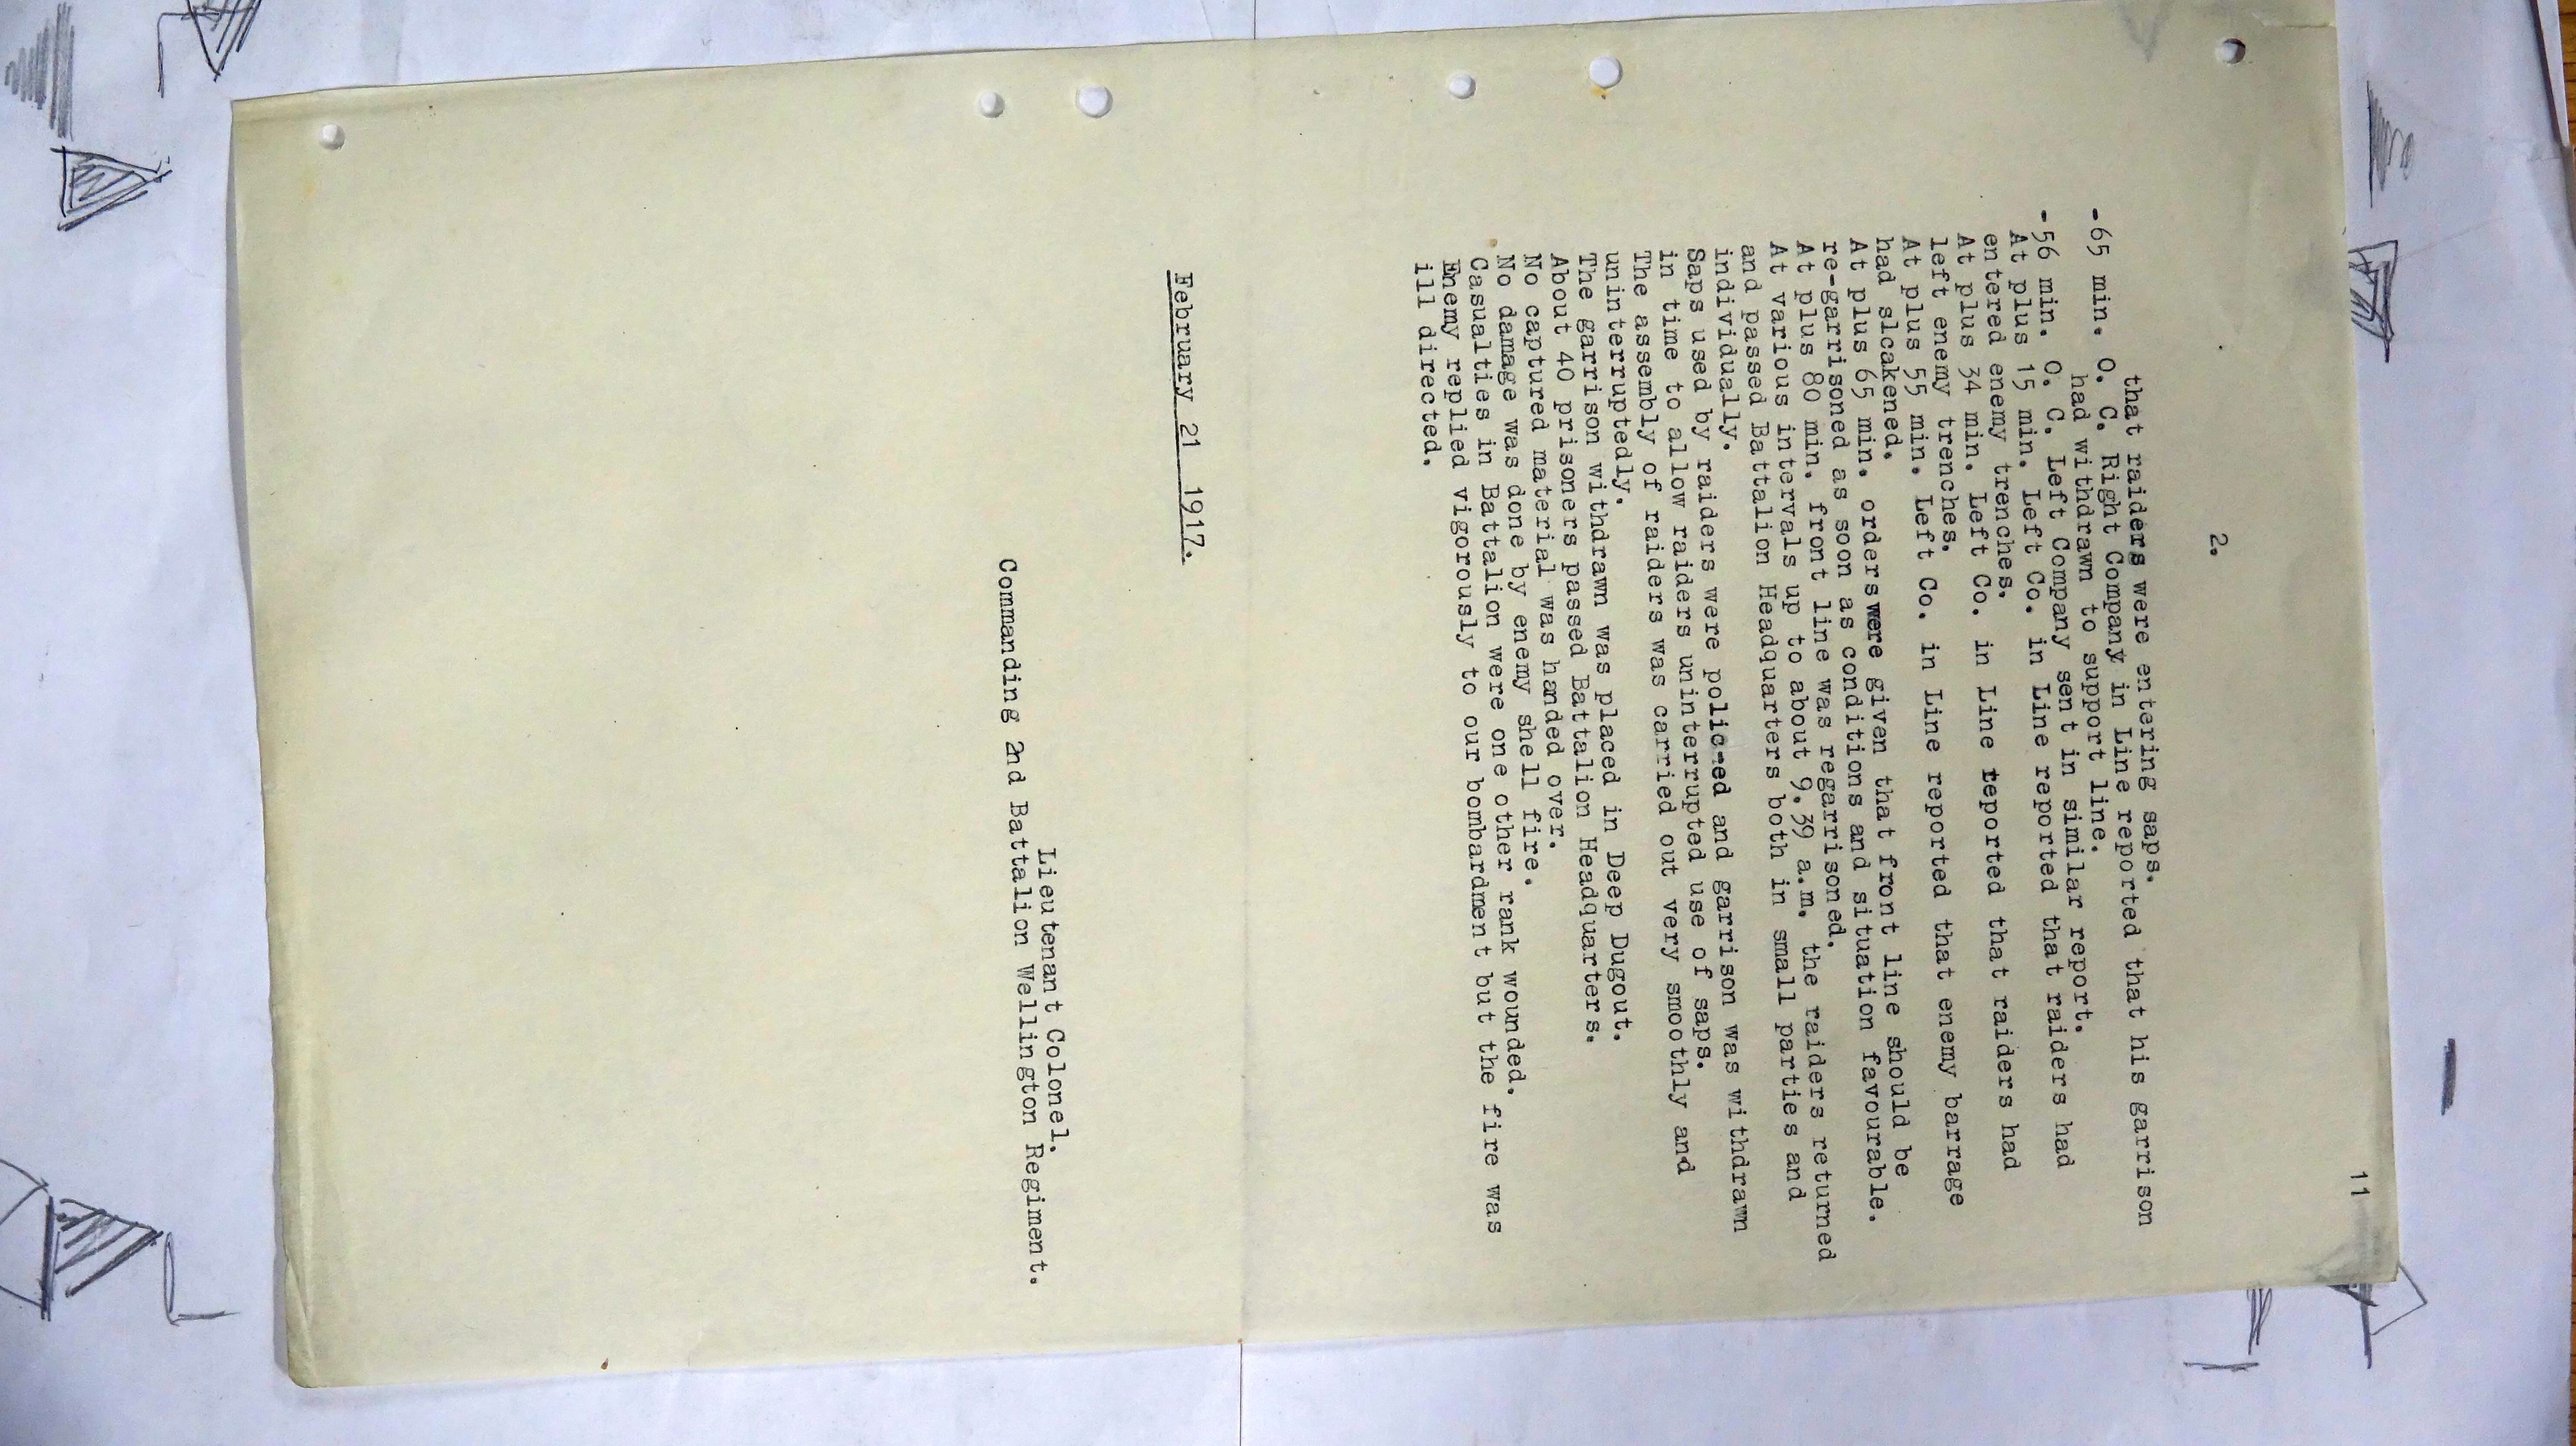 11
2.
that raiders were entering saps.
-65 min. O. C. Right Company in Line reported that his garrison
had withdrawn to support line.
-56 min. O. C. Left Company sent in similar report.
At plus 15 min. Left Co. in Line reported that raiders had
entered enemy trenches.
At plus 34 min. Left Co. in Line reported that raiders had
left enemy trenches.
At plus 55 min. Left Co. in Line reported that enemy barrage
had slcakened.
At plus 65 min. orders were given that front line should be
re-garrisoned as soon as conditions and situation favourable.
At plus 80 min. front line was regarrisoned.
At various intervals up to about 9.39 a.m. the raiders returned
and passed Battalion Headquarters both in small parties and
individually.
Saps used by raiders were polic-ed and garrison was withdrawn
in time to allow raiders uninterrupted use of saps.
The assembly of raiders was carried out very smoothly and
uninterruptedly.
The garrison withdrawn was placed in Deep Dugout.
About 40 prisoners passed Battalion Headquarters.
No captured material was handed over.
No damage was done by enemy shell fire.
Casualties in Battalion were one other rank wounded.
Enemy replied vigorously to our bombardment but the fire was
ill directed.
February 21 1917.
Lieutenant Colonel.
Commanding 2nd Battalion Wellington Regiment.